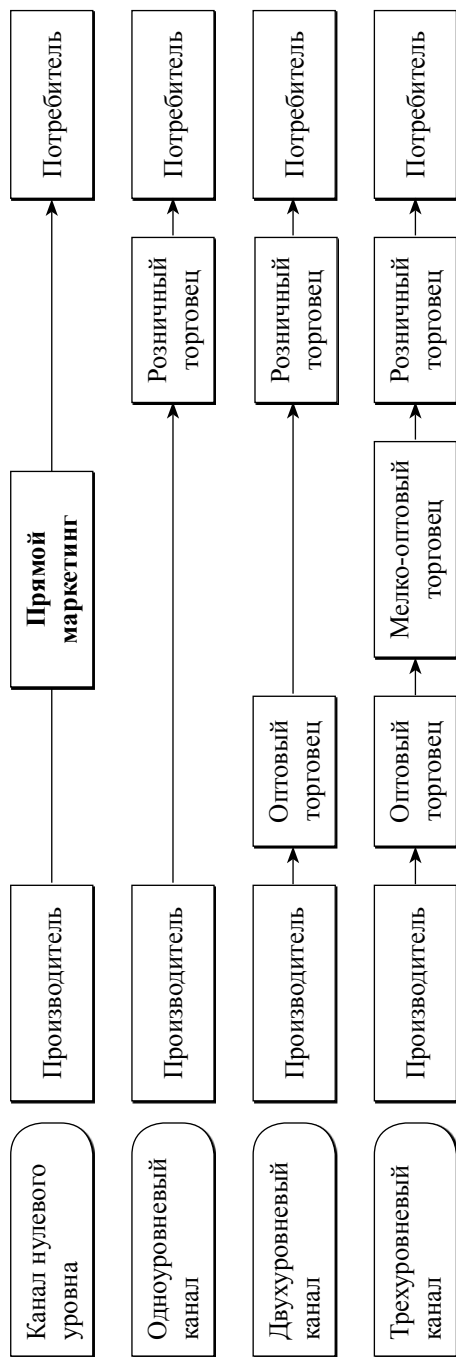 Канал нулевого
уровна
Производитель
Прямой
маркетинг
Потребитель
Одноуровневый
канал
Производитель
Розничный
торговец
Потребитель
Двухуровневый
канал
Производитель
Оптовый
торговец
Розничный
торговец
Потребитель
Трехуровневый
канал
Производитель
Оптовый
торговец
Мелко-оптовый
торговец
Розничный
торговец
Потребитель